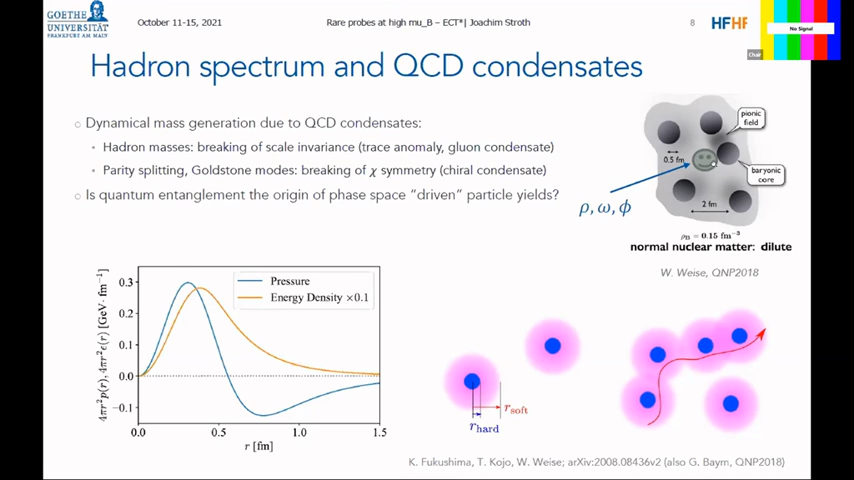 GOETHE
UNIVERSITÄT
FRANKFURT AM MAIN
October 11-15, 2021
Rare probes at high mu_B – ECT*| Joachim Stroth
8
HFHF
No Signal
Chair
Hadron spectrum and QCD condensates
Dynamical mass generation due to QCD condensates:
Hadron masses: breaking of scale invariance (trace anomaly, gluon condensate)
Parity splitting, Goldstone modes: breaking of χ symmetry (chiral condensate)
Is quantum entanglement the origin of phase space "driven" particle yields?
pionic
field
0.5 fm
baryonic
core
2 fm
ρ, ω, ϕ
ρB = 0.15 fm⁻³
normal nuclear matter: dilute
W. Weise, QNP2018
4πr²p(r), 4πr²ϵ(r) [GeV· fm⁻¹]
0.3
0.2
0.1
0.0
−0.1
Pressure
Energy Density ×0.1
0.0 0.5 1.0 1.5
r [fm]
rsoft
rhard
K. Fukushima, T. Kojo, W. Weise; arXiv:2008.08436v2 (also G. Baym, QNP2018)